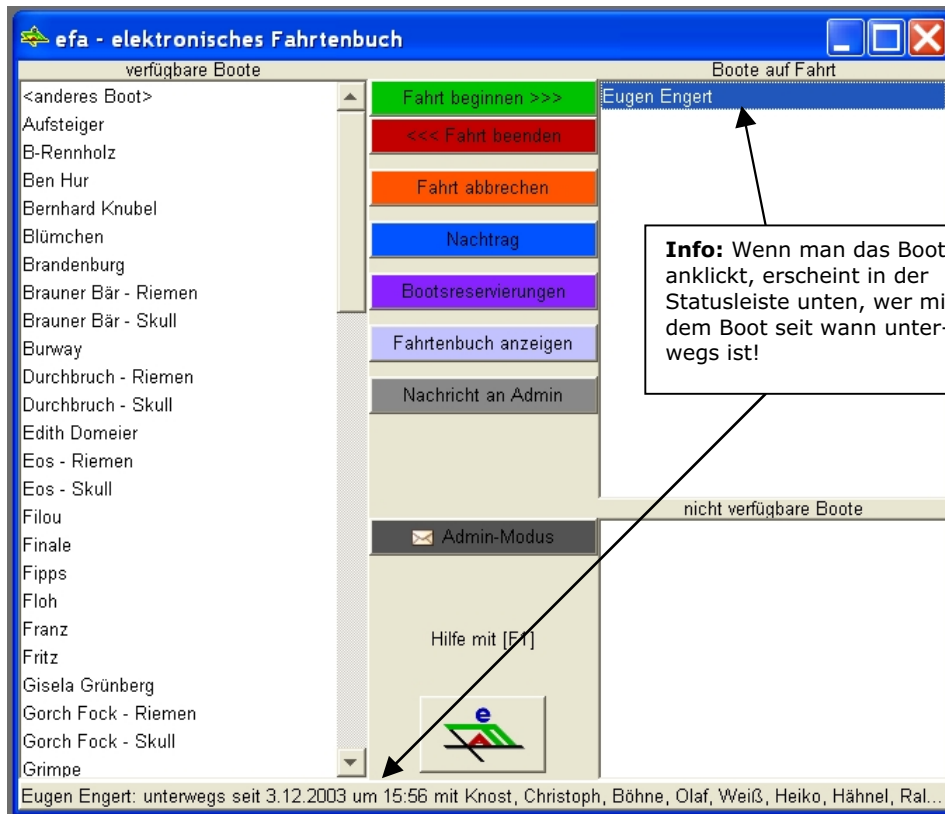 efa - elektronisches Fahrtenbuch
verfügbare Boote
<anderes Boot>
Aufsteiger
B-Rennholz
Ben Hur
Bernhard Knubel
Blümchen
Brandenburg
Brauner Bär - Riemen
Brauner Bär - Skull
Burway
Durchbruch - Riemen
Durchbruch - Skull
Edith Domeier
Eos - Riemen
Eos - Skull
Filou
Finale
Fipps
Floh
Franz
Fritz
Gisela Grünberg
Gorch Fock - Riemen
Gorch Fock - Skull
Grimpe
Fahrt beginnen >>>
<<< Fahrt beenden
Fahrt abbrechen
Nachtrag
Bootsreservierungen
Fahrtenbuch anzeigen
Nachricht an Admin
Admin-Modus
Hilfe mit [F1]
e
Boote auf Fahrt
Eugen Engert
Info: Wenn man das Boot
anklickt, erscheint in der
Statusleiste unten, wer mi
dem Boot seit wann unter-
wegs ist!
nicht verfügbare Boote
Eugen Engert: unterwegs seit 3.12.2003 um 15:56 mit Knost, Christoph, Böhne, Olaf, Weiß, Heiko, Hähnel, Ral...